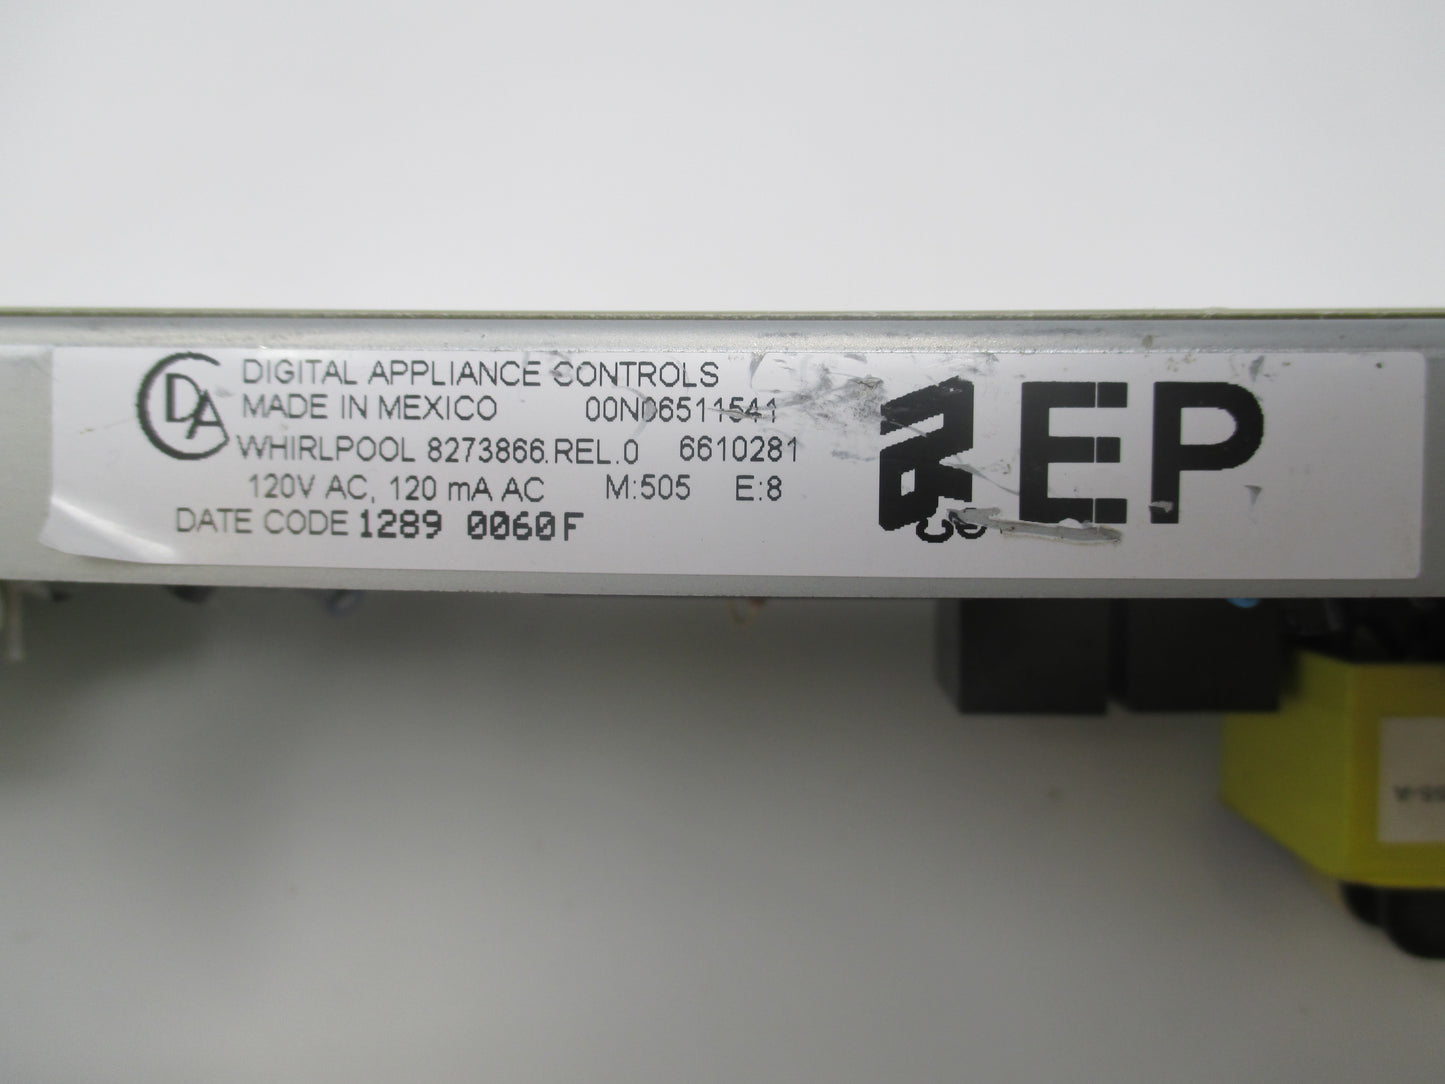 DAC
DIGITAL APPLIANCE CONTROLS
MADE IN MEXICO 00N06511541
WHIRLPOOL 8273866.REL.0 6610281
120V AC, 120 mA AC M:505 E:8
DATE CODE 1289 0060F
EP